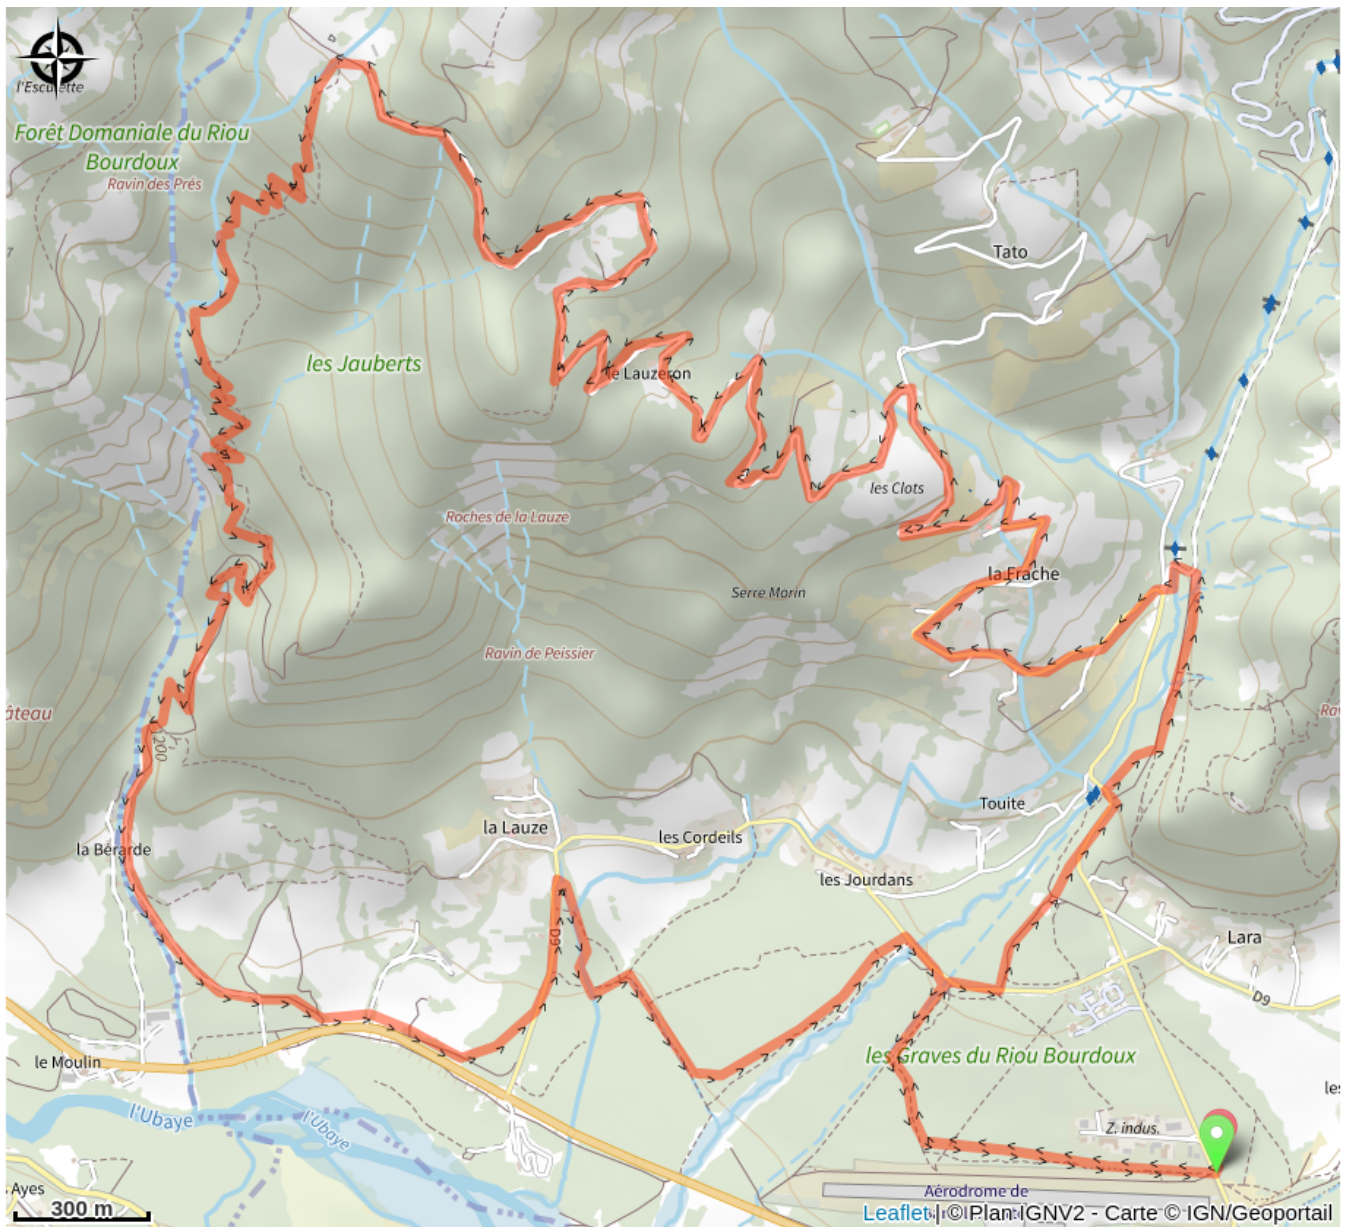 l'Esculette
Forêt Domaniale du Riou
Bourdoux
Ravin des Prés
Tato
les Jauberts
le Lauzeron
les Clots
Roches de la Lauze
la Frache
Serre Morin
Ravin de Peissier
âteau
Ra
200
Touite
la Lauze
les Cordeils
la Bérarde
les Jourdans
Lara
D9
D9
le Moulin
les Graves du Riou Bourdoux
les
l'Ubaye
l'Ubaye
Z. indus.
Ayes
Aérodrome de
300 m
Leaflet | © Plan IGNV2 - Carte © IGN/Geoportail